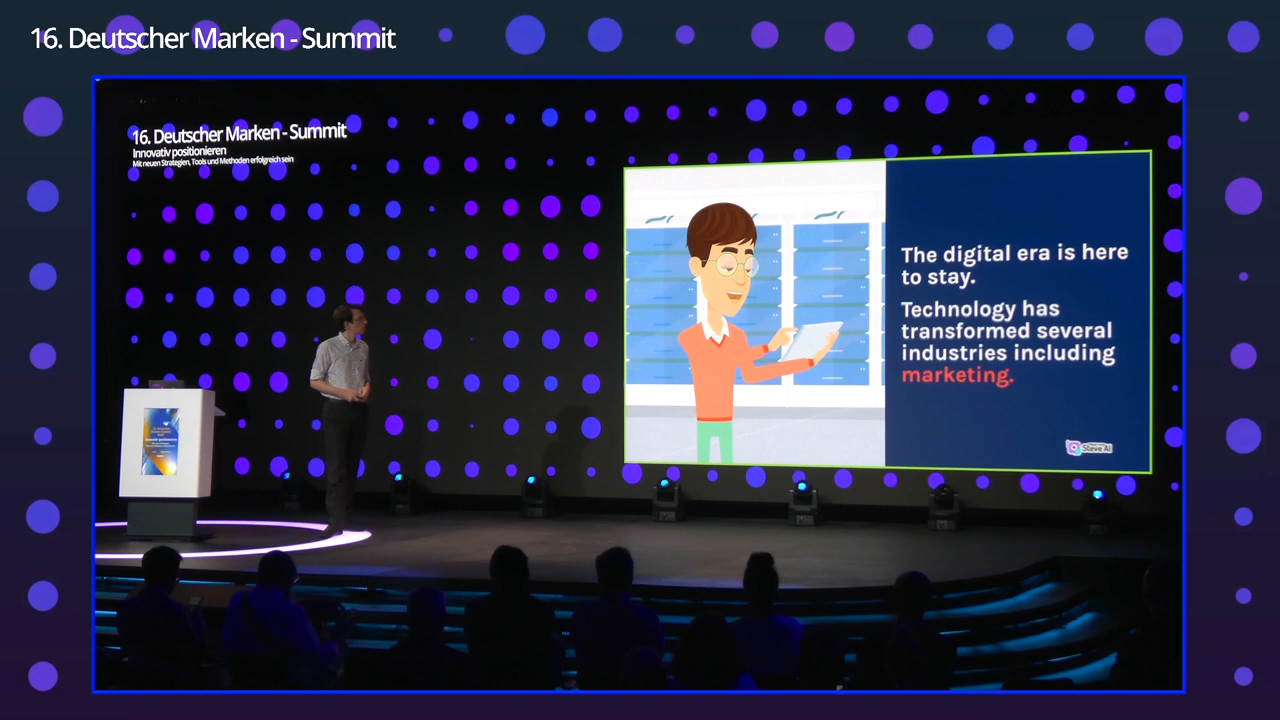 16. Deutscher Marken - Summit
16. Deutscher Marken - Summit
Innovativ positionieren
Mit neuen Strategien, Tools und Methoden erfolgreich sein
The digital era is here
to stay.
Technology has
transformed several
industries including
marketing.
Steve AI